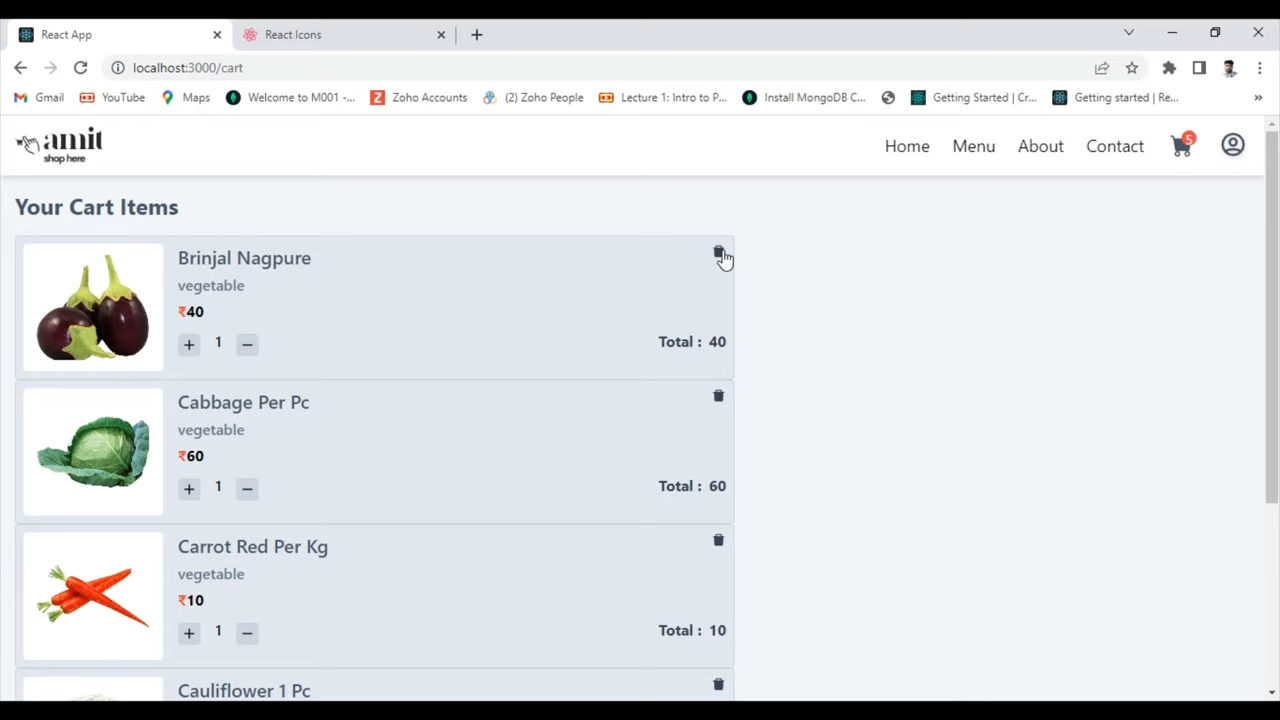 React App
React Icons
localhost:3000/cart
Gmail
YouTube
Maps
Welcome to M001 -...
Zoho Accounts
(2) Zoho People
Lecture 1: Intro to P...
Install MongoDB C...
Getting Started | Cr...
Getting started | Re...
»
amit
shop here
Home
Menu
About
Contact
5
Your Cart Items
Brinjal Nagpure
vegetable
₹40
+ 1 −
Total : 40
Cabbage Per Pc
vegetable
₹60
+ 1 −
Total : 60
Carrot Red Per Kg
vegetable
₹10
+ 1 −
Total : 10
Cauliflower 1 Pc